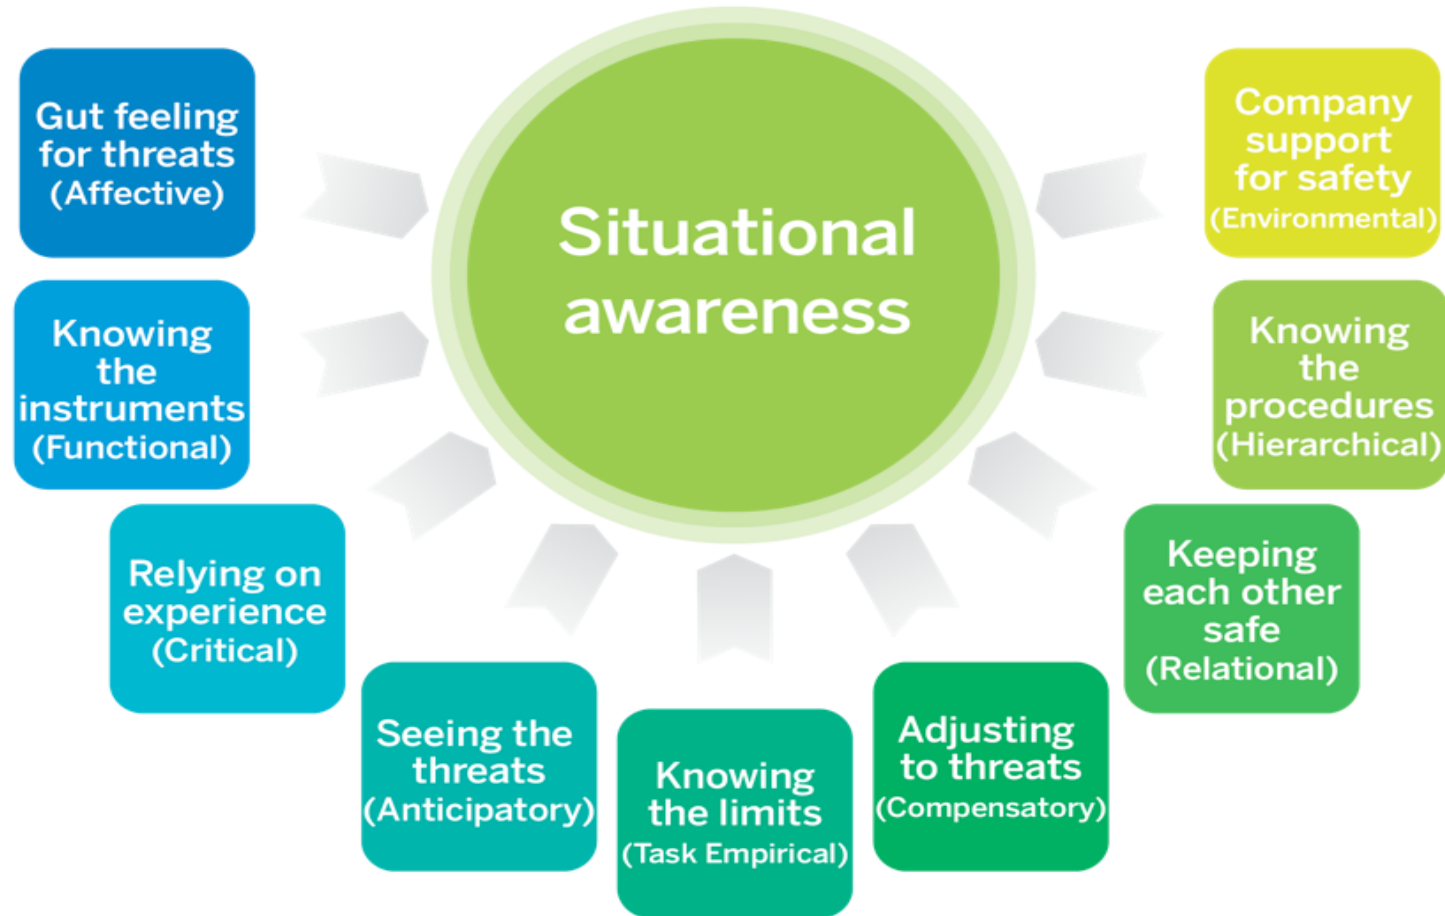 Situational
awareness
Gut feeling
for threats
(Affective)
Knowing
the
instruments
(Functional)
Relying on
experience
(Critical)
Seeing the
threats
(Anticipatory)
Knowing
the limits
(Task Empirical)
Adjusting
to threats
(Compensatory)
Keeping
each other
safe
(Relational)
Knowing
the
procedures
(Hierarchical)
Company
support
for safety
(Environmental)